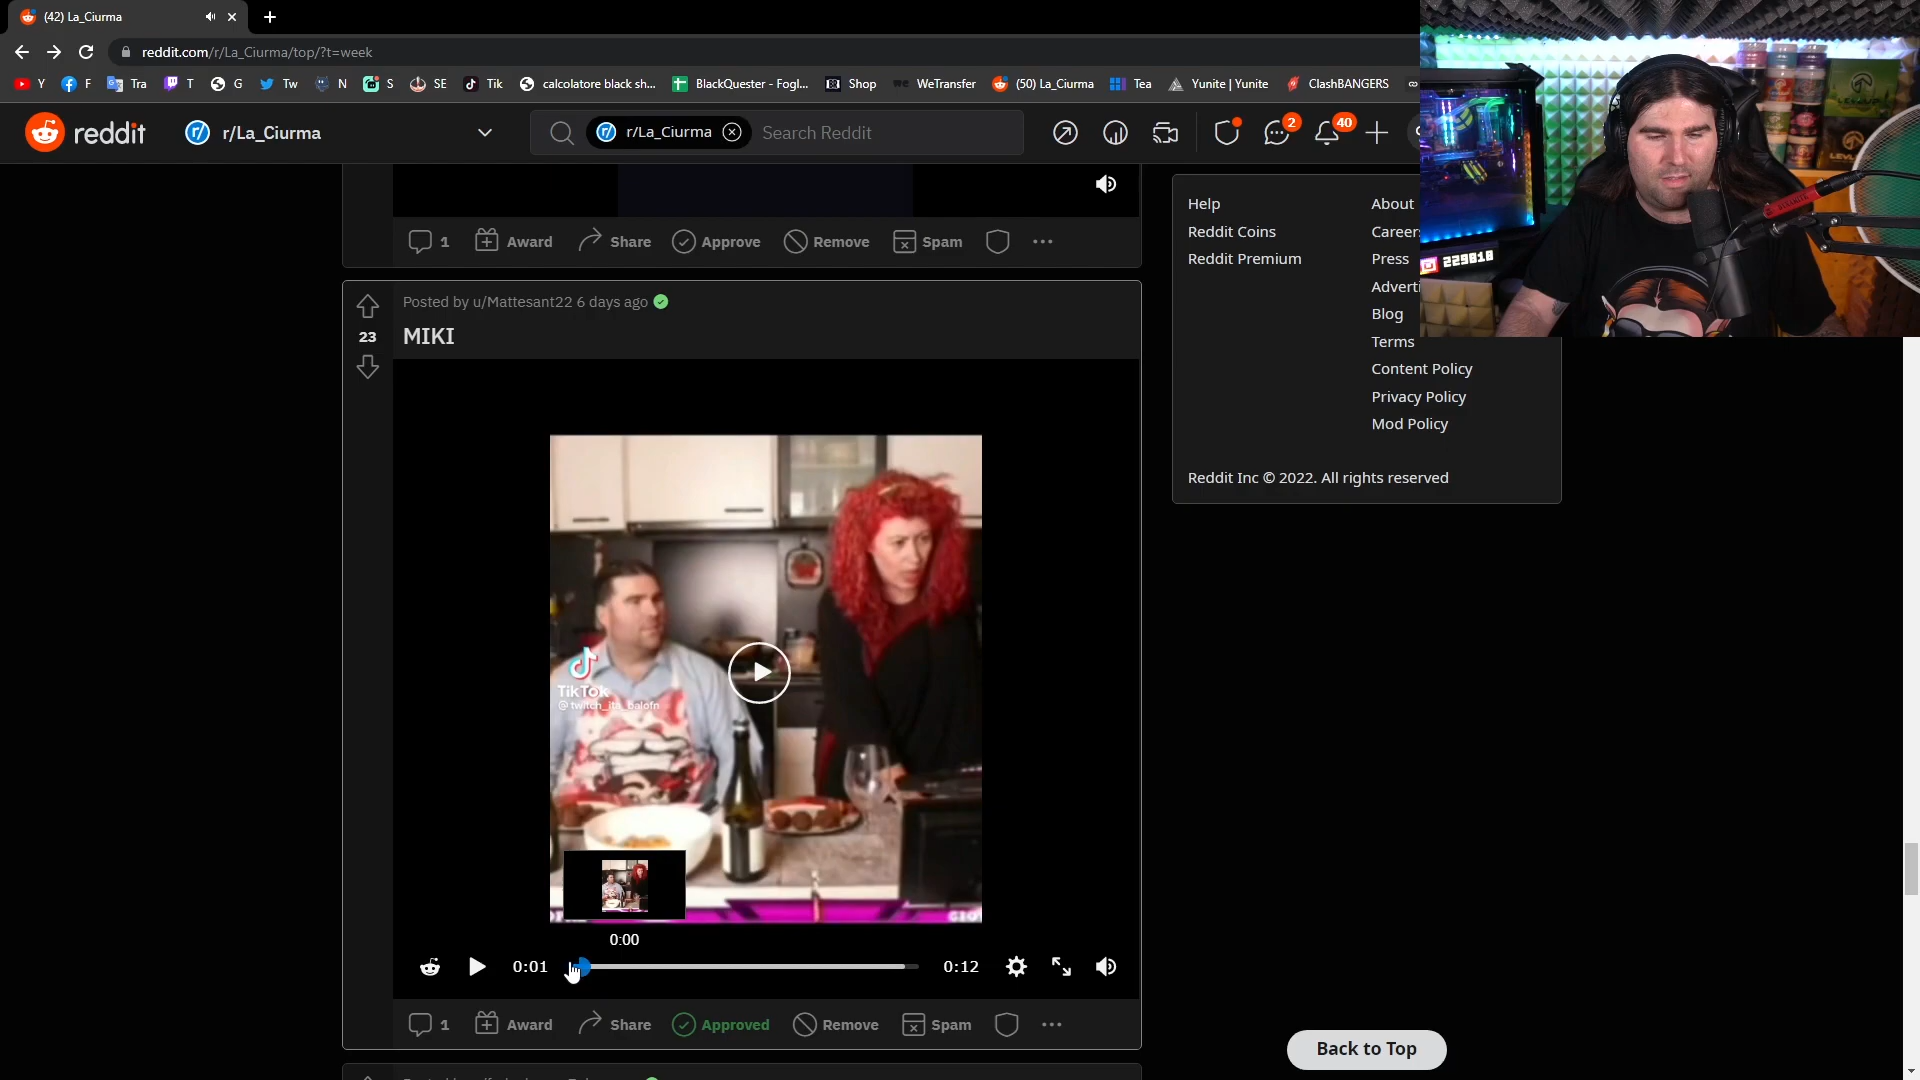 (42) La_Ciurma
reddit.com/r/La_Ciurma/top/?t=week
Y F Tra T G Tw N S SE Tik calcolatore black sh... BlackQuester - Fogl... Shop WeTransfer (50) La_Ciurma Tea Yunite | Yunite ClashBANGERS
reddit r/La_Ciurma r/La_Ciurma Search Reddit 2 40
1 Award Share Approve Remove Spam
Posted by u/Mattesant22 6 days ago
23
MIKI
TikTok
0:00
0:01 0:12
1 Award Share Approved Remove Spam
Help
Reddit Coins
Reddit Premium
About
Press
Blog
Terms
Content Policy
Privacy Policy
Mod Policy
Reddit Inc © 2022. All rights reserved
229818
Back to Top